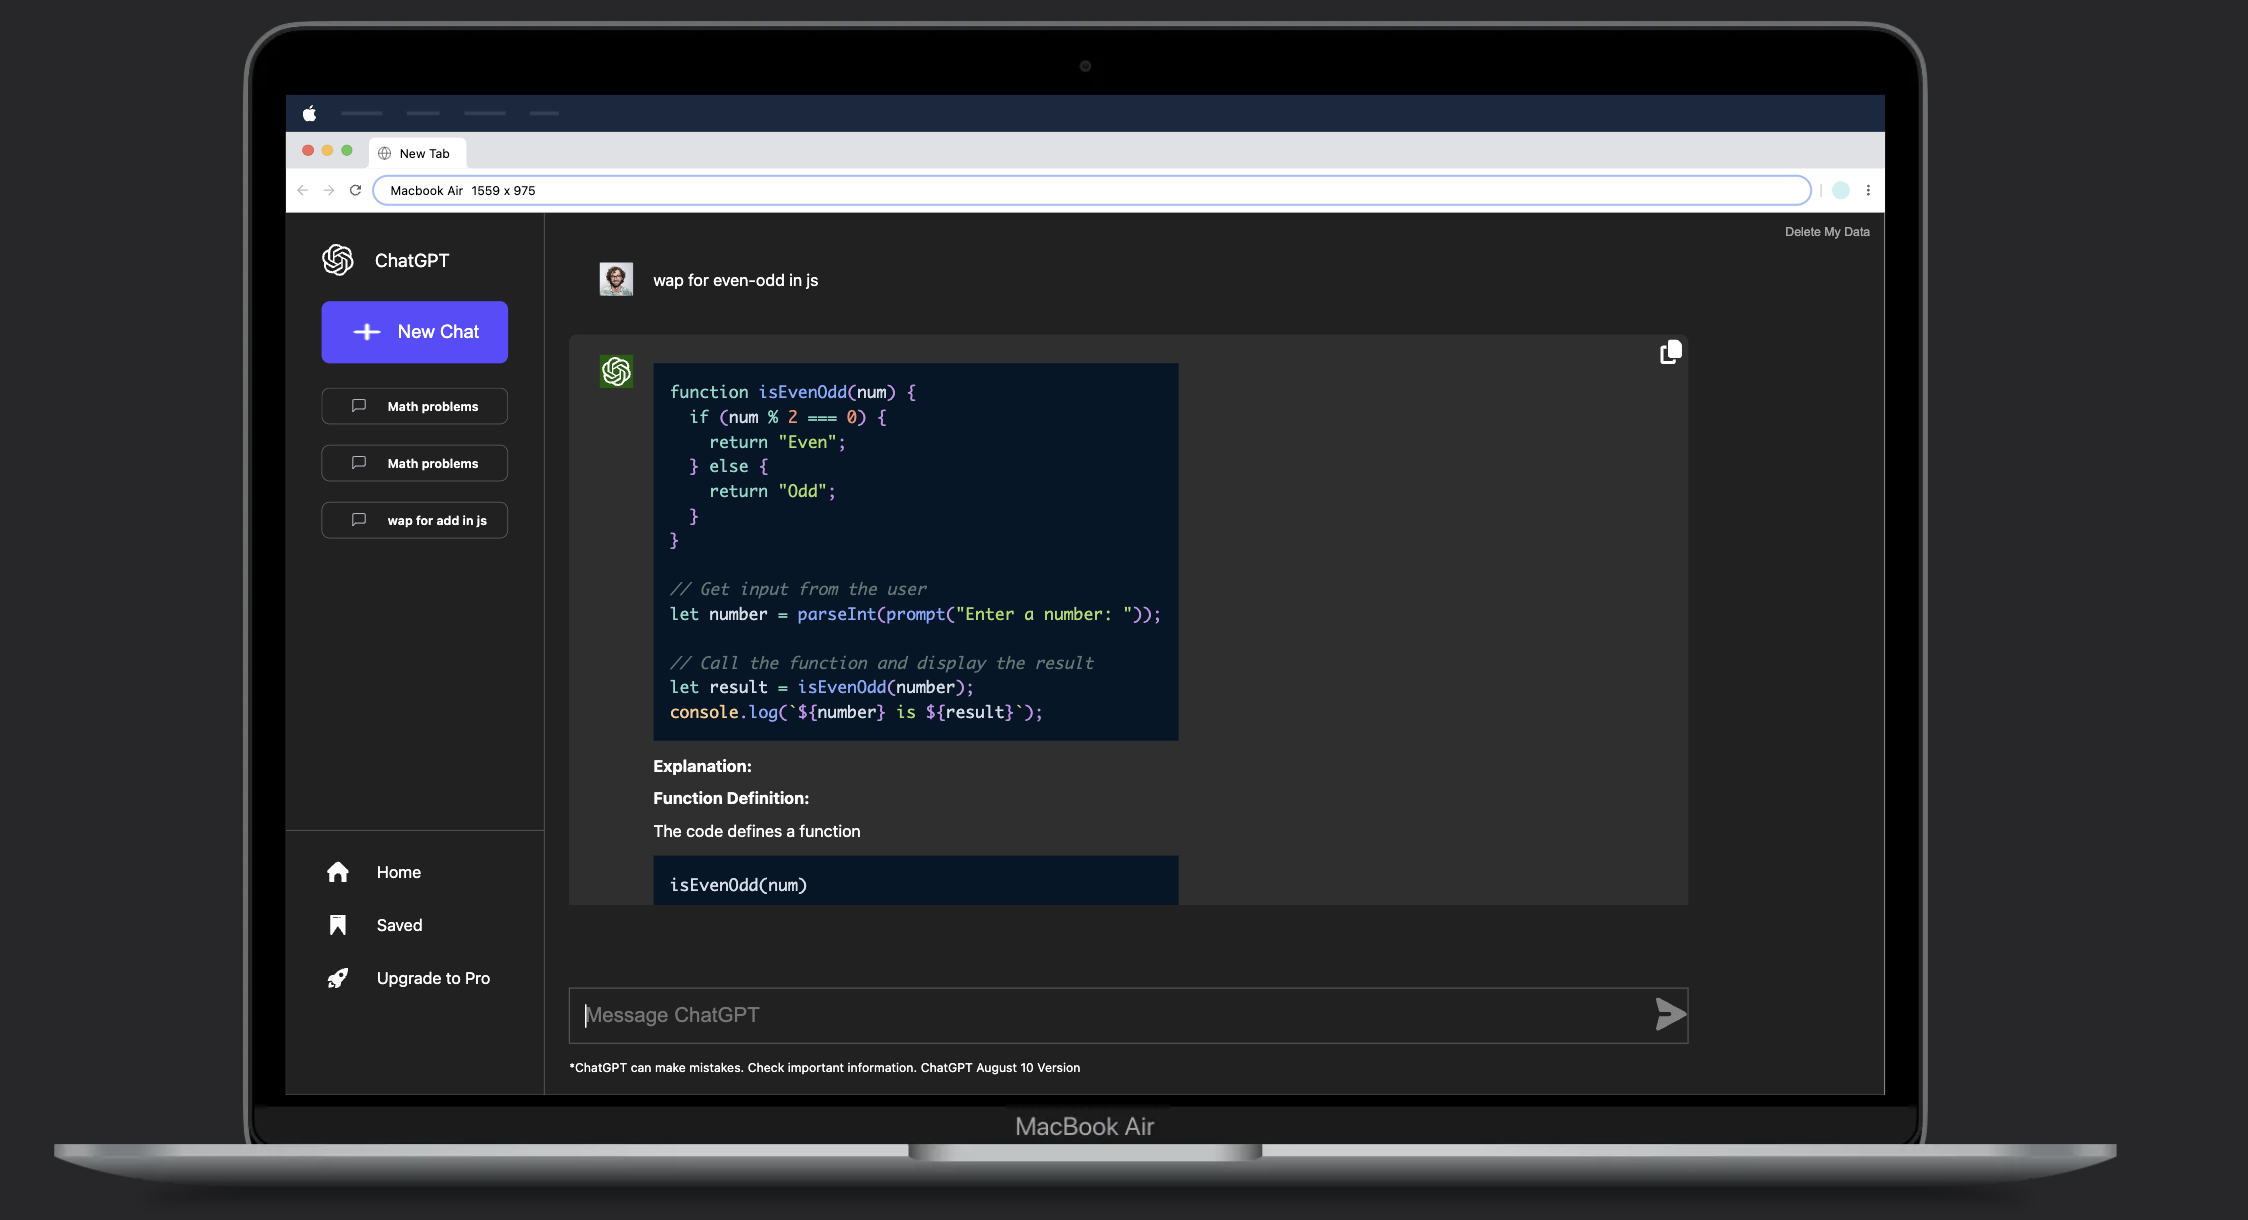 New Tab
Macbook Air 1559 x 975
Delete My Data
ChatGPT
New Chat
Math problems
Math problems
wap for add in js
Home
Saved
Upgrade to Pro
wap for even-odd in js
function isEvenOdd(num) {
  if (num % 2 === 0) {
    return "Even";
  } else {
    return "Odd";
  }
}
// Get input from the user
let number = parseInt(prompt("Enter a number: "));
// Call the function and display the result
let result = isEvenOdd(number);
console.log(`${number} is ${result}`);
Explanation:
Function Definition:
The code defines a function
isEvenOdd(num)
Message ChatGPT
*ChatGPT can make mistakes. Check important information. ChatGPT August 10 Version
MacBook Air